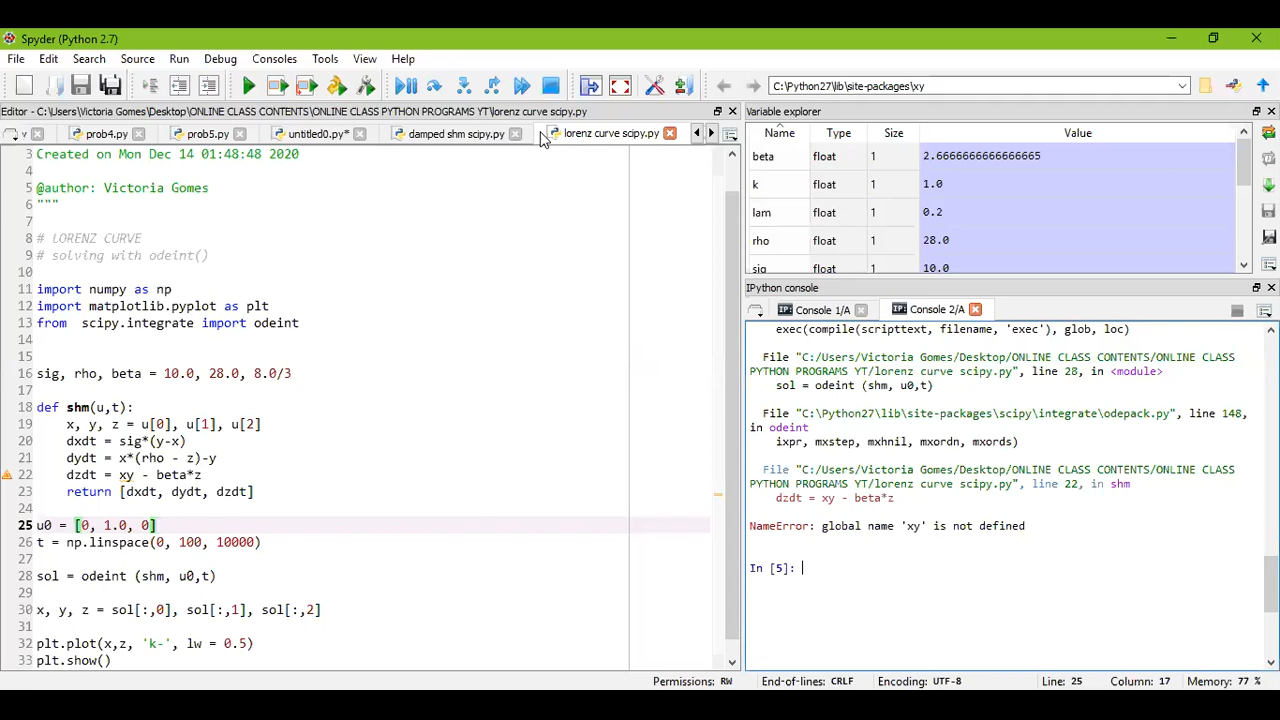 Spyder (Python 2.7)
File Edit Search Source Run Debug Consoles Tools View Help
C:\Python27\lib\site-packages\xy
Editor - C:\Users\Victoria Gomes\Desktop\ONLINE CLASS CONTENTS\ONLINE CLASS PYTHON PROGRAMS YT\lorenz curve scipy.py
v prob4.py prob5.py untitled0.py* damped shm scipy.py lorenz curve scipy.py
3 Created on Mon Dec 14 01:48:48 2020
4
5 @author: Victoria Gomes
6 """
7
8 # LORENZ CURVE
9 # solving with odeint()
10
11 import numpy as np
12 import matplotlib.pyplot as plt
13 from  scipy.integrate import odeint
14
15
16 sig, rho, beta = 10.0, 28.0, 8.0/3
17
18 def shm(u,t):
19     x, y, z = u[0], u[1], u[2]
20     dxdt = sig*(y-x)
21     dydt = x*(rho - z)-y
22     dzdt = xy - beta*z
23     return [dxdt, dydt, dzdt]
24
25 u0 = [0, 1.0, 0]
26 t = np.linspace(0, 100, 10000)
27
28 sol = odeint (shm, u0,t)
29
30 x, y, z = sol[:,0], sol[:,1], sol[:,2]
31
32 plt.plot(x,z, 'k-', lw = 0.5)
33 plt.show()
Variable explorer
Name Type Size Value
beta float 1 2.6666666666666665
k float 1 1.0
lam float 1 0.2
rho float 1 28.0
sig float 1 10.0
IPython console
IP: Console 1/A IP: Console 2/A
exec(compile(scripttext, filename, 'exec'), glob, loc)
File "C:/Users/Victoria Gomes/Desktop/ONLINE CLASS CONTENTS/ONLINE CLASS
PYTHON PROGRAMS YT/lorenz curve scipy.py", line 28, in <module>
sol = odeint (shm, u0,t)
File "C:\Python27\lib\site-packages\scipy\integrate\odepack.py", line 148,
in odeint
ixpr, mxstep, mxhnil, mxordn, mxords)
File "C:/Users/Victoria Gomes/Desktop/ONLINE CLASS CONTENTS/ONLINE CLASS
PYTHON PROGRAMS YT/lorenz curve scipy.py", line 22, in shm
dzdt = xy - beta*z
NameError: global name 'xy' is not defined
In [5]:
Permissions: RW End-of-lines: CRLF Encoding: UTF-8 Line: 25 Column: 17 Memory: 77 %